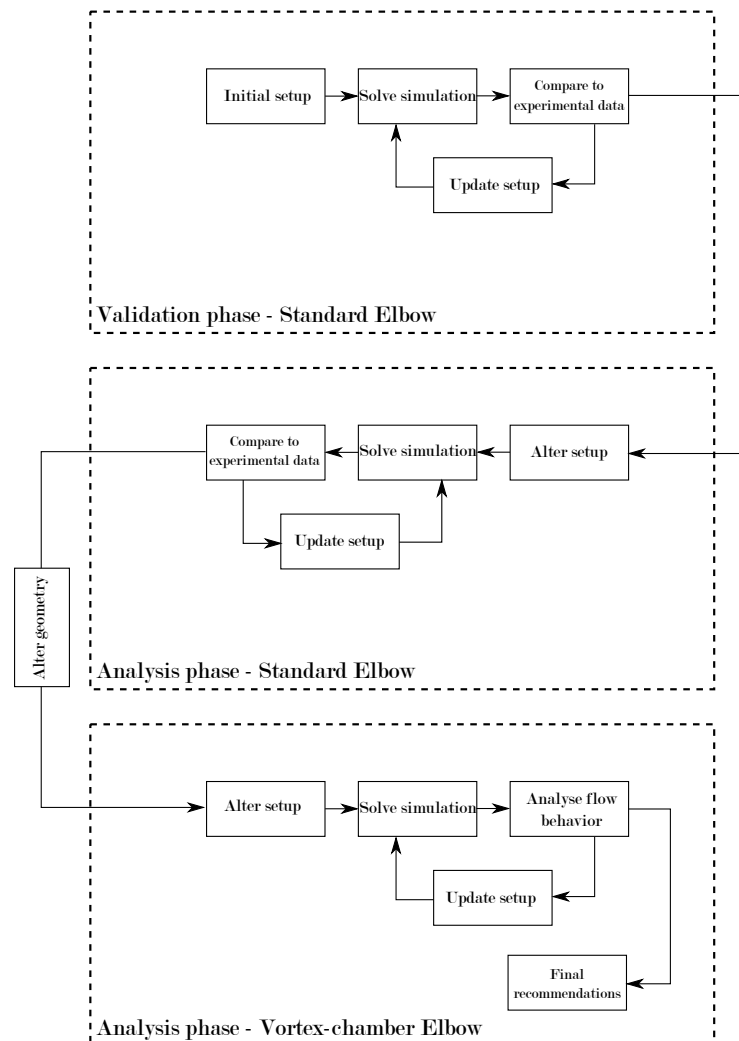 Initial setup
Solve simulation
Compare to
experimental data
Update setup
Validation phase - Standard Elbow
Compare to
experimental data
Solve simulation
Alter setup
Update setup
Alter geometry
Analysis phase - Standard Elbow
Alter setup
Solve simulation
Analyse flow
behavior
Update setup
Final
recommendations
Analysis phase - Vortex-chamber Elbow